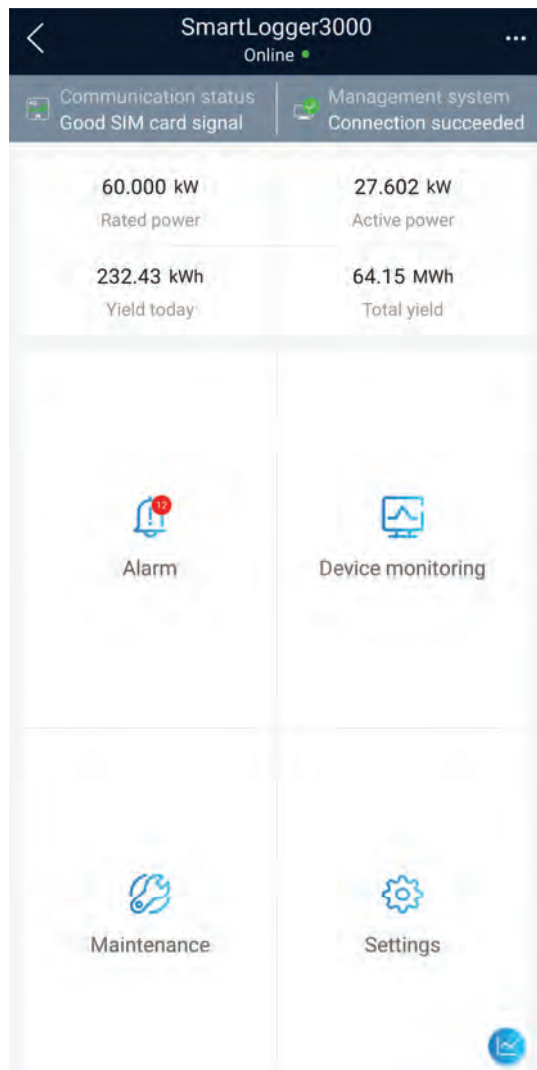 SmartLogger3000
Online
Communication status
Good SIM card signal
Management system
Connection succeeded
60.000 kW
Rated power
27.602 kW
Active power
232.43 kWh
Yield today
64.15 MWh
Total yield
12
Alarm
Device monitoring
Maintenance
Settings